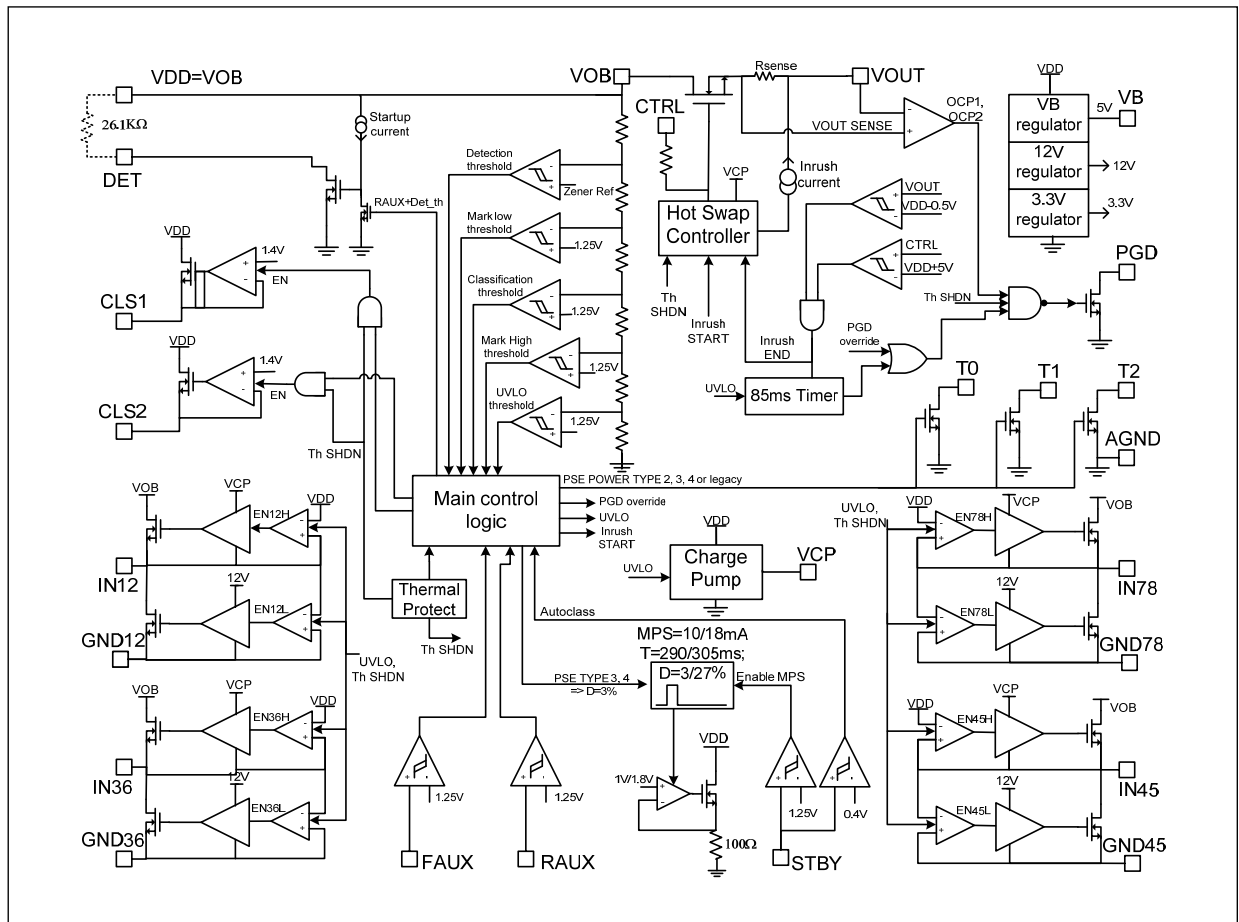 VDD=VOB
26.1KΩ
DET
Startup
current
RAUX+Det_th
VOB
CTRL
Rsense
VOUT
VOUT SENSE
OCP1,
OCP2
VCP
Inrush
current
Hot Swap
Controller
Th
SHDN
Inrush
START
Inrush
END
VOUT
VDD-0.5V
CTRL
VDD+5V
PGD
override
UVLO
85ms Timer
Th SHDN
PGD
VDD
VB
regulator
5V
VB
12V
regulator
12V
3.3V
regulator
3.3V
Detection
threshold
Zener Ref
Mark low
threshold
1.25V
Classification
threshold
1.25V
Mark High
threshold
1.25V
UVLO
threshold
1.25V
VDD
1.4V
EN
CLS1
VDD
1.4V
EN
CLS2
Th SHDN
T0
T1
T2
AGND
PSE POWER TYPE 2, 3, 4 or legacy
Main control
logic
PGD override
UVLO
Inrush
START
Thermal
Protect
Th SHDN
VDD
UVLO
Charge
Pump
VCP
Autoclass
MPS=10/18mA
T=290/305ms;
D=3/27%
PSE TYPE 3, 4
=> D=3%
Enable MPS
VDD
1V/1.8V
100Ω
1.25V
FAUX
1.25V
RAUX
1.25V
0.4V
STBY
VOB
VCP
EN12H
VDD
IN12
12V
EN12L
GND12
UVLO,
Th SHDN
VOB
VCP
EN36H
VDD
IN36
12V
EN36L
GND36
UVLO,
Th SHDN
VDD
EN78H
VCP
VOB
IN78
EN78L
12V
GND78
VDD
EN45H
VCP
VOB
IN45
EN45L
12V
GND45